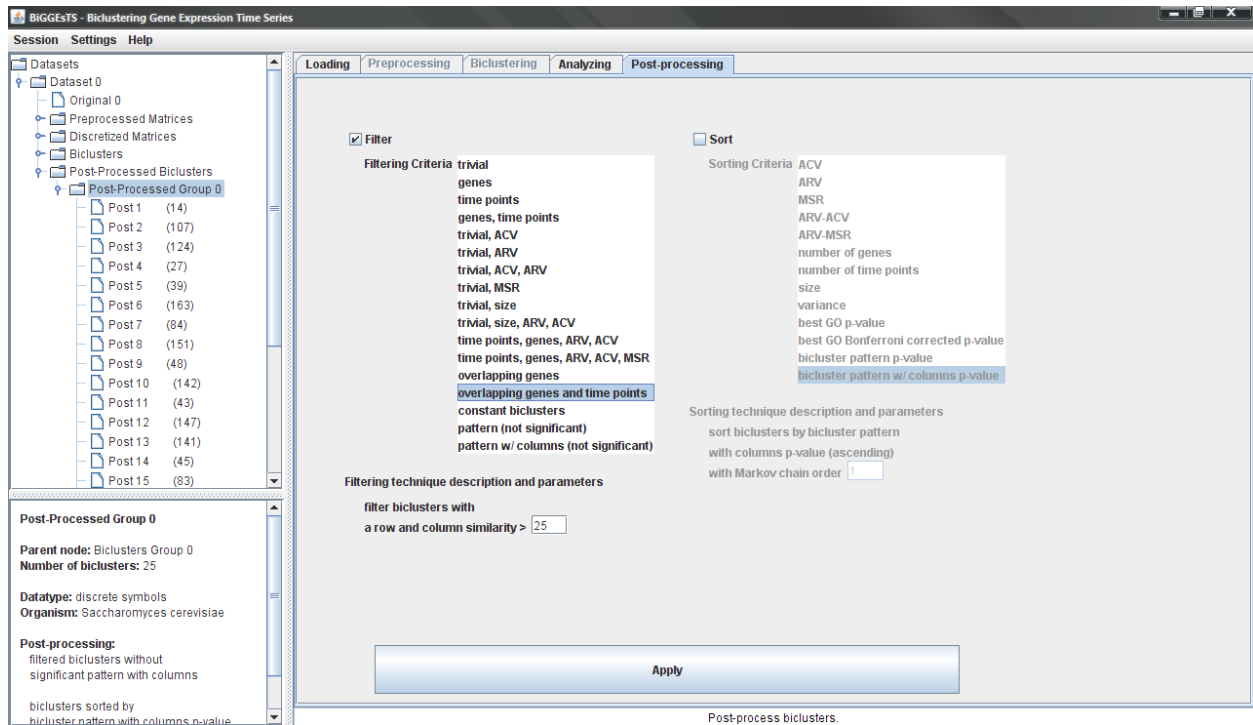 BiGGEsTS - Biclustering Gene Expression Time Series
Session Settings Help
Datasets
Dataset 0
Original 0
Preprocessed Matrices
Discretized Matrices
Biclusters
Post-Processed Biclusters
Post-Processed Group 0
Post 1 (14)
Post 2 (107)
Post 3 (124)
Post 4 (27)
Post 5 (39)
Post 6 (163)
Post 7 (84)
Post 8 (151)
Post 9 (48)
Post 10 (142)
Post 11 (43)
Post 12 (147)
Post 13 (141)
Post 14 (45)
Post 15 (83)
Post-Processed Group 0
Parent node: Biclusters Group 0
Number of biclusters: 25
Datatype: discrete symbols
Organism: Saccharomyces cerevisiae
Post-processing:
filtered biclusters without
significant pattern with columns
biclusters sorted by
bicluster pattern with columns p-value
Loading Preprocessing Biclustering Analyzing Post-processing
Filter
Filtering Criteria trivial
genes
time points
genes, time points
trivial, ACV
trivial, ARV
trivial, ACV, ARV
trivial, MSR
trivial, size
trivial, size, ARV, ACV
time points, genes, ARV, ACV
time points, genes, ARV, ACV, MSR
overlapping genes
overlapping genes and time points
constant biclusters
pattern (not significant)
pattern w/ columns (not significant)
Filtering technique description and parameters
filter biclusters with
a row and column similarity > 25
Sort
Sorting Criteria ACV
ARV
MSR
ARV-ACV
ARV-MSR
number of genes
number of time points
size
variance
best GO p-value
best GO Bonferroni corrected p-value
bicluster pattern p-value
bicluster pattern w/ columns p-value
Sorting technique description and parameters
sort biclusters by bicluster pattern
with columns p-value (ascending)
with Markov chain order 1
Apply
Post-process biclusters.